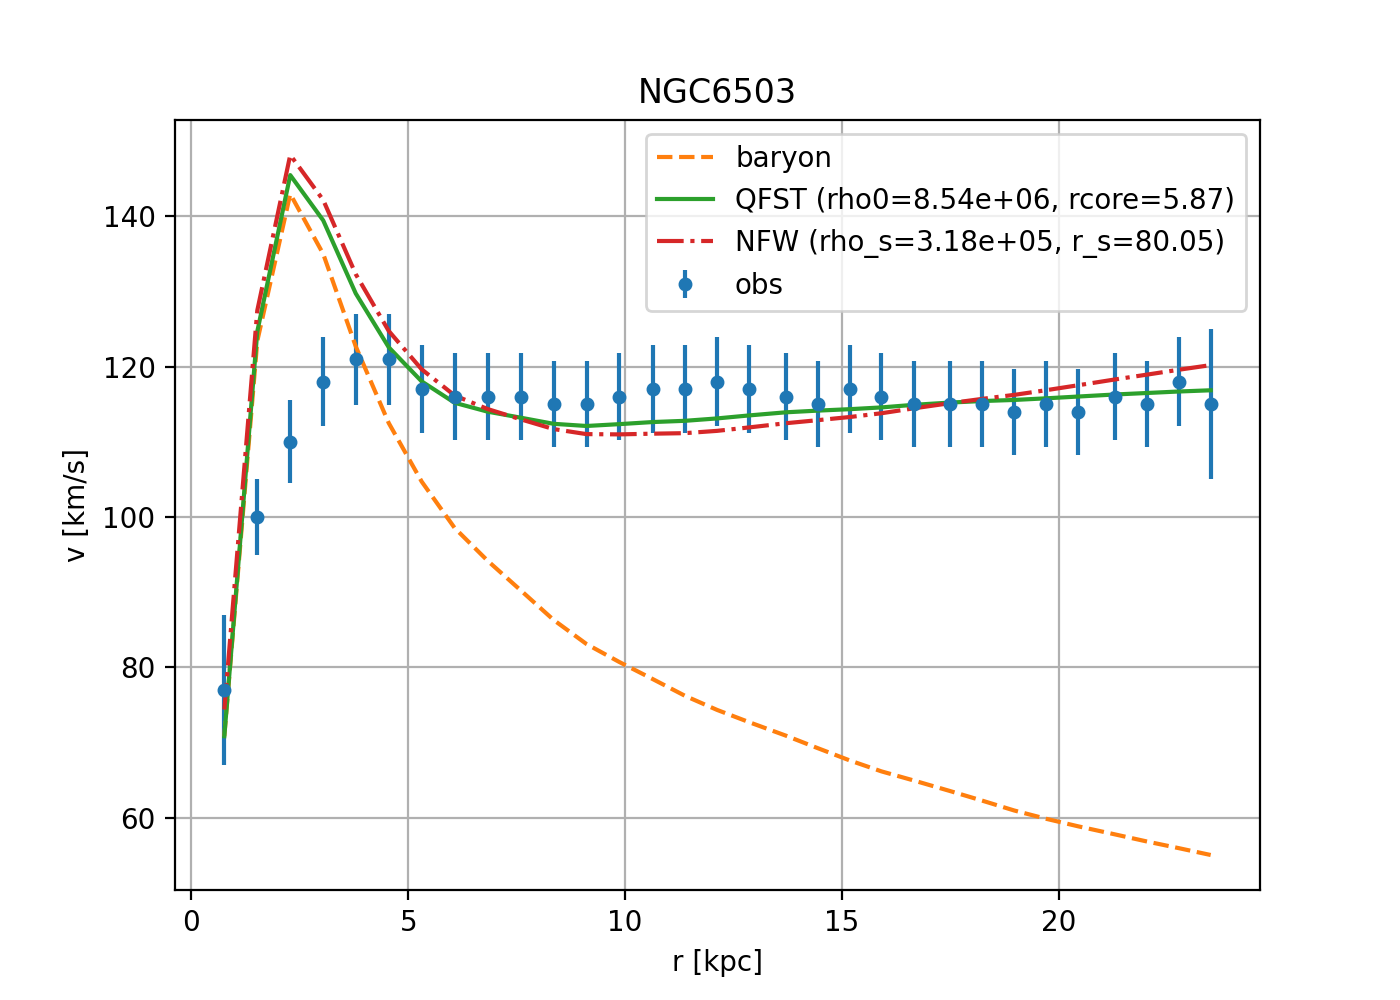 NGC6503
baryon
QFST (rho0=8.54e+06, rcore=5.87)
NFW (rho_s=3.18e+05, r_s=80.05)
obs
v [km/s]
140
120
100
80
60
0 5 10 15 20
r [kpc]